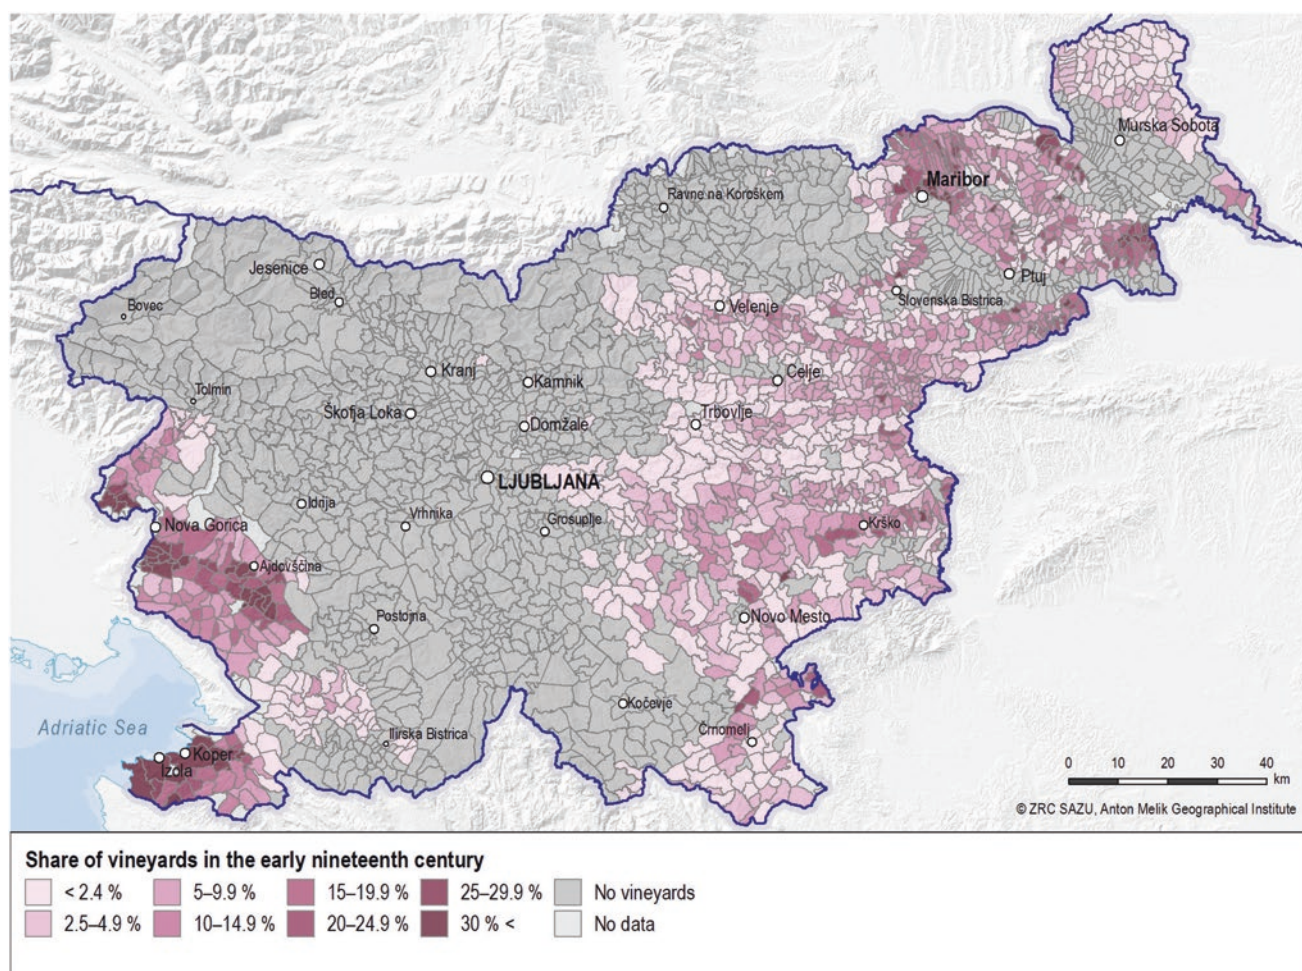 Murska Sobota
Maribor
Ravne na Koroškem
Jesenice
Bled
Bovec
Ptuj
Slovenska Bistrica
Velenje
Kranj
Kamnik
Celje
Tolmin
Škofja Loka
Domžale
Trbovlje
LJUBLJANA
Idrija
Vrhnika
Grosuplje
Krško
Nova Gorica
Ajdovščina
Postojna
Novo Mesto
Kočevje
Adriatic Sea
Ilirska Bistrica
Črnomelj
Koper
Izola
0 10 20 30 40
km
© ZRC SAZU, Anton Melik Geographical Institute
Share of vineyards in the early nineteenth century
< 2.4 % 5–9.9 % 15–19.9 % 25–29.9 % No vineyards
2.5–4.9 % 10–14.9 % 20–24.9 % 30 % < No data